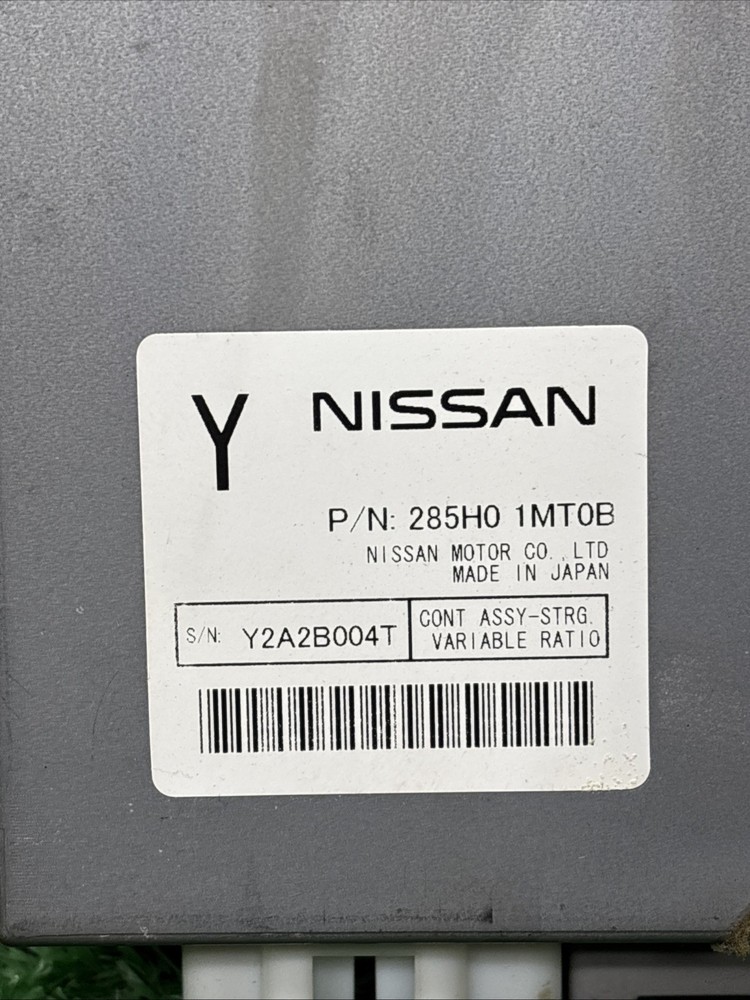 Y NISSAN
P/N: 285H0 1MT0B
NISSAN MOTOR CO.,LTD
MADE IN JAPAN
S/N: Y2A2B004T
CONT ASSY-STRG.
VARIABLE RATIO